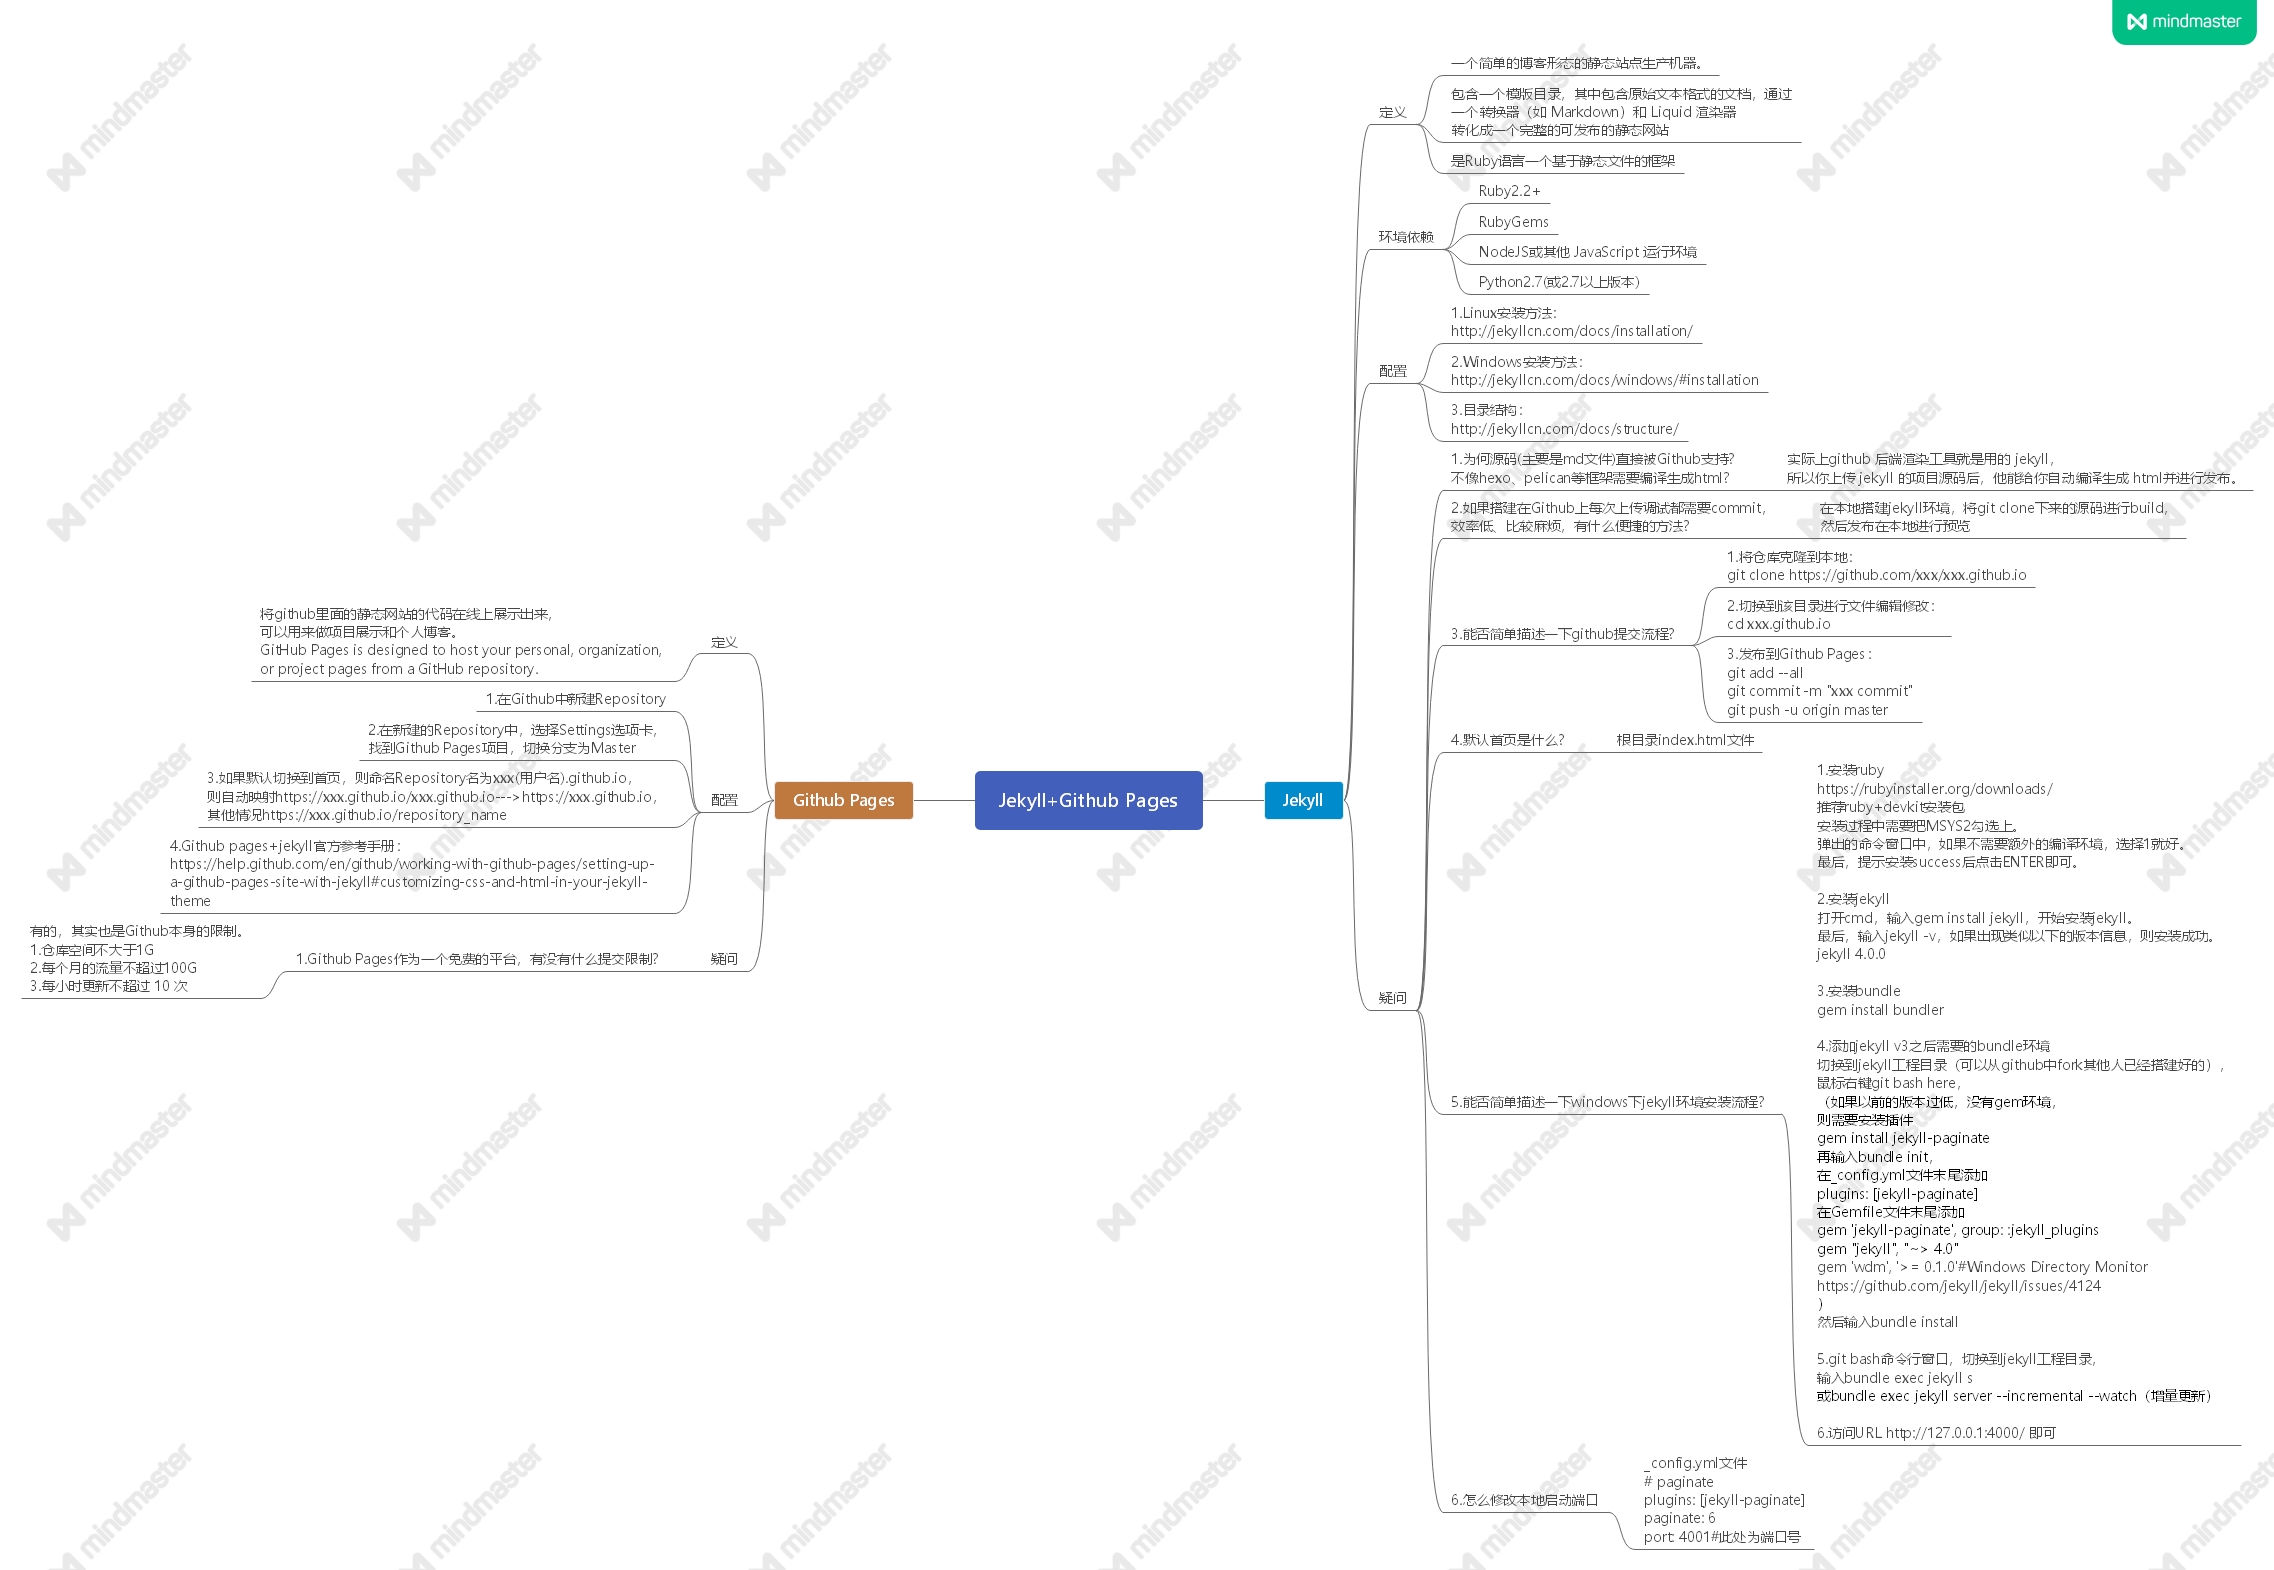 mindmaster
Jekyll+Github Pages
Jekyll
定义
一个简单的博客形态的静态站点生产机器。
包含一个模版目录，其中包含原始文本格式的文档，通过
一个转换器（如 Markdown）和 Liquid 渲染器
转化成一个完整的可发布的静态网站
是Ruby语言一个基于静态文件的框架
环境依赖
Ruby2.2+
RubyGems
NodeJS或其他 JavaScript 运行环境
Python2.7(或2.7以上版本)
配置
1.Linux安装方法：
http://jekyllcn.com/docs/installation/
2.Windows安装方法：
http://jekyllcn.com/docs/windows/#installation
3.目录结构：
http://jekyllcn.com/docs/structure/
疑问
1.为何源码(主要是md文件)直接被Github支持?
不像hexo、pelican等框架需要编译生成html?
实际上github 后端渲染工具就是用的 jekyll，
所以你上传 jekyll 的项目源码后，他能给你自动编译生成 html并进行发布。
2.如果搭建在Github上每次上传调试都需要commit，
效率低、比较麻烦，有什么便捷的方法?
在本地搭建jekyll环境，将git clone下来的源码进行build，
然后发布在本地进行预览
3.能否简单描述一下github提交流程?
1.将仓库克隆到本地：
git clone https://github.com/xxx/xxx.github.io
2.切换到该目录进行文件编辑修改：
cd xxx.github.io
3.发布到Github Pages：
git add --all
git commit -m "xxx commit"
git push -u origin master
4.默认首页是什么?
根目录index.html文件
5.能否简单描述一下windows下jekyll环境安装流程?
1.安装ruby
https://rubyinstaller.org/downloads/
推荐ruby+devkit安装包
安装过程中需要把MSYS2勾选上。
弹出的命令窗口中，如果不需要额外的编译环境，选择1就好。
最后，提示安装success后点击ENTER即可。
2.安装jekyll
打开cmd，输入gem install jekyll，开始安装jekyll。
最后，输入jekyll -v，如果出现类似以下的版本信息，则安装成功。
jekyll 4.0.0
3.安装bundle
gem install bundler
4.添加jekyll v3之后需要的bundle环境
切换到jekyll工程目录（可以从github中fork其他人已经搭建好的），
鼠标右键git bash here，
（如果以前的版本过低，没有gem环境，
则需要安装插件
gem install jekyll-paginate
再输入bundle init，
在_config.yml文件末尾添加
plugins: [jekyll-paginate]
在Gemfile文件末尾添加
gem 'jekyll-paginate', group: :jekyll_plugins
gem "jekyll", "~> 4.0"
gem 'wdm', '>= 0.1.0'#Windows Directory Monitor
https://github.com/jekyll/jekyll/issues/4124
）
然后输入bundle install
5.git bash命令行窗口，切换到jekyll工程目录，
输入bundle exec jekyll s
或bundle exec jekyll server --incremental --watch（增量更新）
6.访问URL http://127.0.0.1:4000/ 即可
6.怎么修改本地启动端口
_config.yml文件
# paginate
plugins: [jekyll-paginate]
paginate: 6
port: 4001#此处为端口号
Github Pages
定义
将github里面的静态网站的代码在线上展示出来，
可以用来做项目展示和个人博客。
GitHub Pages is designed to host your personal, organization,
or project pages from a GitHub repository.
配置
1.在Github中新建Repository
2.在新建的Repository中，选择Settings选项卡，
找到Github Pages项目，切换分支为Master
3.如果默认切换到首页，则命名Repository名为xxx(用户名).github.io，
则自动映射https://xxx.github.io/xxx.github.io--->https://xxx.github.io，
其他情况https://xxx.github.io/repository_name
4.Github pages+jekyll官方参考手册：
https://help.github.com/en/github/working-with-github-pages/setting-up-
a-github-pages-site-with-jekyll#customizing-css-and-html-in-your-jekyll-
theme
疑问
1.Github Pages作为一个免费的平台，有没有什么提交限制?
有的，其实也是Github本身的限制。
1.仓库空间不大于1G
2.每个月的流量不超过100G
3.每小时更新不超过 10 次